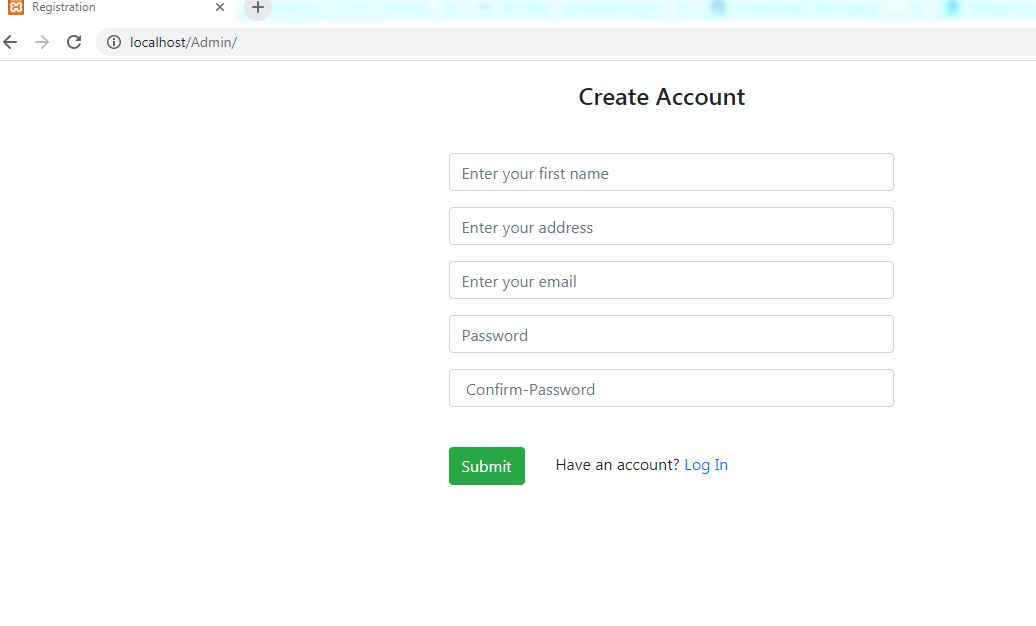 Registration
localhost/Admin/
Create Account
Enter your first name
Enter your address
Enter your email
Password
Confirm-Password
Submit Have an account? Log In